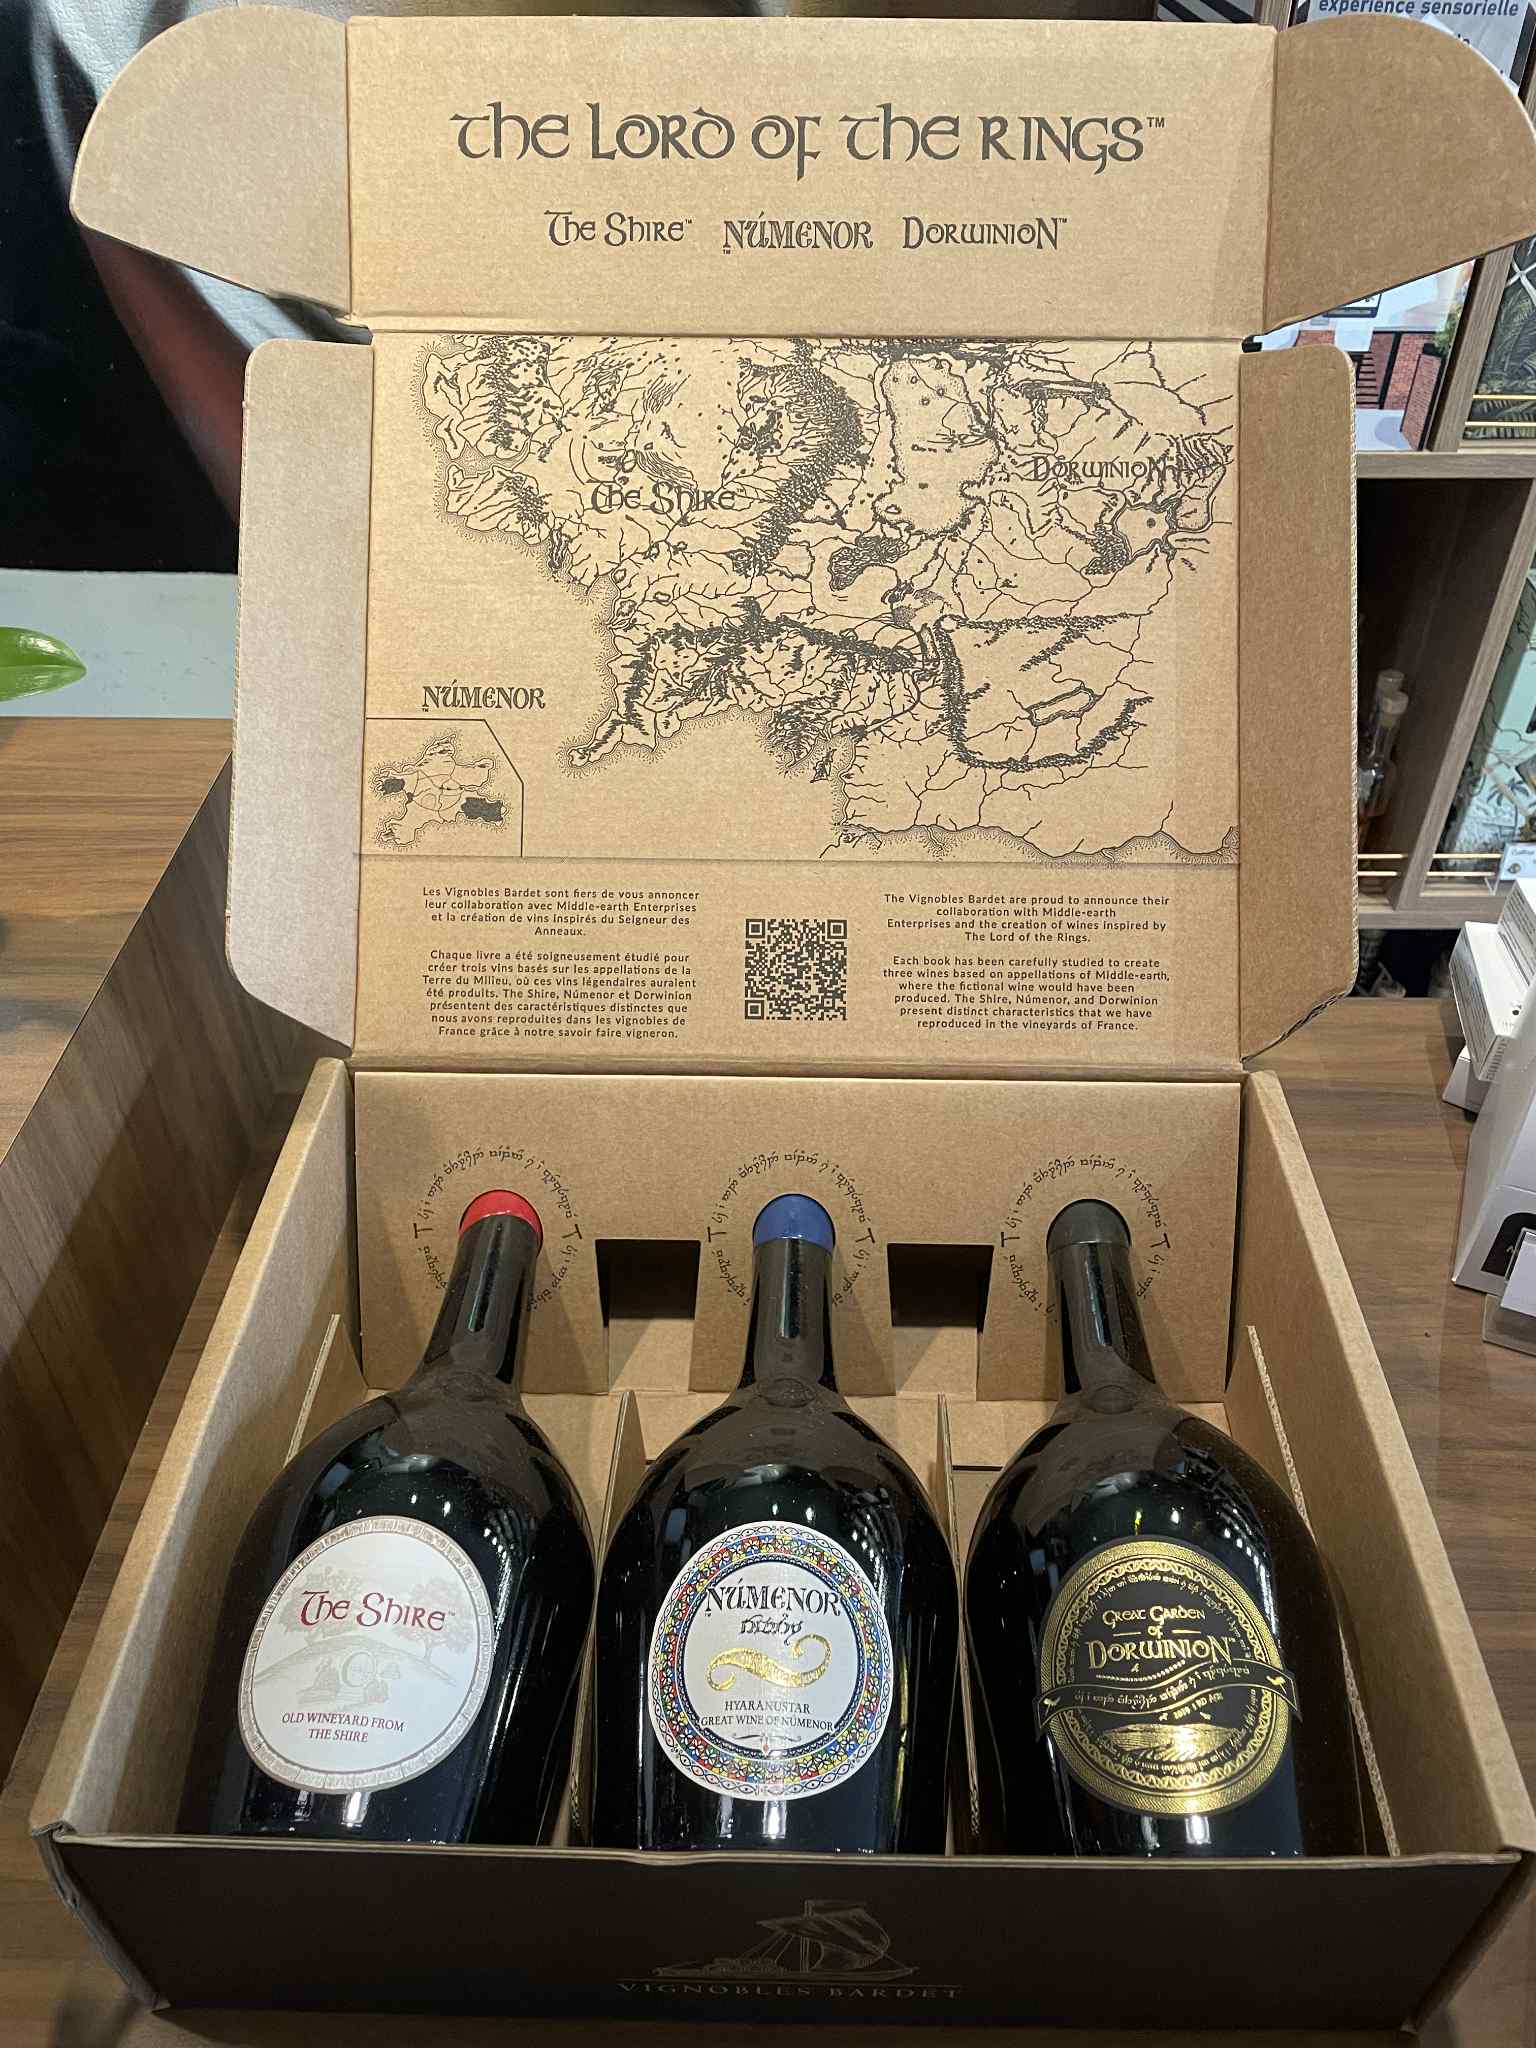 expérience sensorielle
The Lord of the Rings™
The Shire™ NÚMENOR™ DORWINION™
The Shire
DORWINION
NÚMENOR™
Les Vignobles Bardet sont fiers de vous annoncer
leur collaboration avec Middle-earth Enterprises
et la création de vins inspirés du Seigneur des
Anneaux.
Chaque livre a été soigneusement étudié pour
créer trois vins basés sur les appellations de la
Terre du Milieu, où ces vins légendaires auraient
été produits. The Shire, Númenor et Dorwinion
présentent des caractéristiques distinctes que
nous avons reproduites dans les vignobles de
France grâce à notre savoir faire vigneron.
The Vignobles Bardet are proud to announce their
collaboration with Middle-earth
Enterprises and the creation of wines inspired by
The Lord of the Rings.
Each book has been carefully studied to create
three wines based on appellations of Middle-earth,
where the fictional wine would have been
produced. The Shire, Númenor, and Dorwinion
present distinct characteristics that we have
reproduced in the vineyards of France.
The Shire™
OLD WINEYARD FROM
THE SHIRE
NÚMENOR™
HYARANUSTAR
GREAT WINE OF NÚMENOR
GREAT GARDEN
OF
DORWINION™
VIGNOBLES BARDET